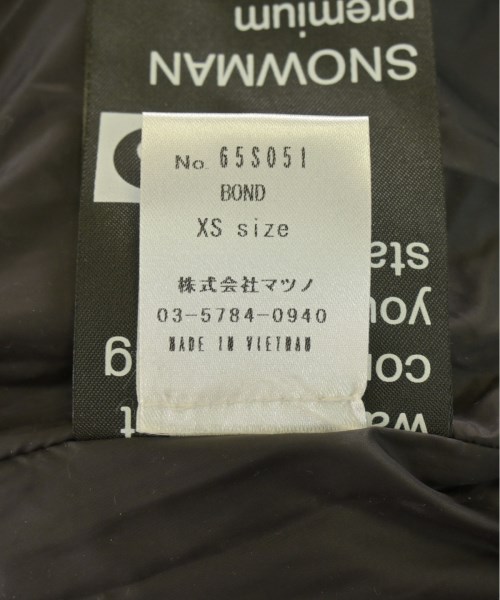 premium
SNOWMAN
No. 65S051
BOND
XS size
株式会社マツノ
03-5784-0940
MADE IN VIETNAM